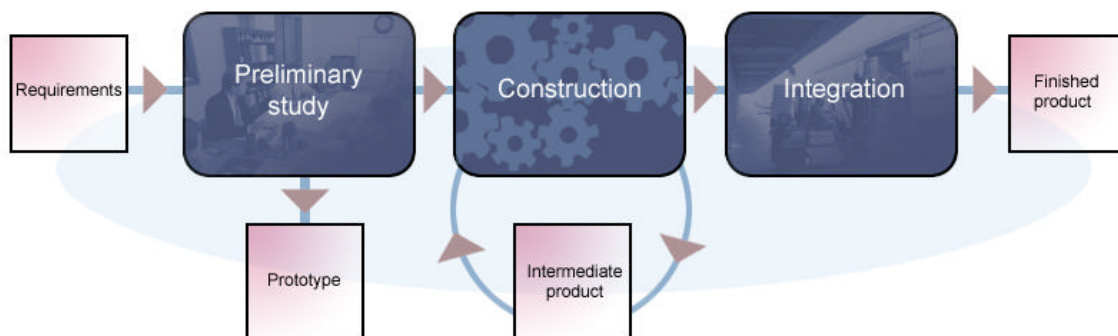 Requirements
Preliminary
study
Construction
Integration
Finished
product
Prototype
Intermediate
product